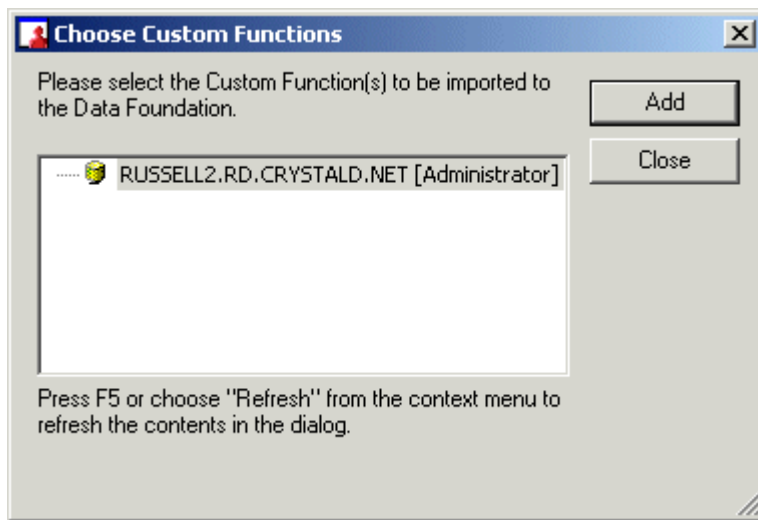 Choose Custom Functions
Please select the Custom Function(s) to be imported to
the Data Foundation.
Add
Close
RUSSELL2.RD.CRYSTALD.NET [Administrator]
Press F5 or choose "Refresh" from the context menu to
refresh the contents in the dialog.